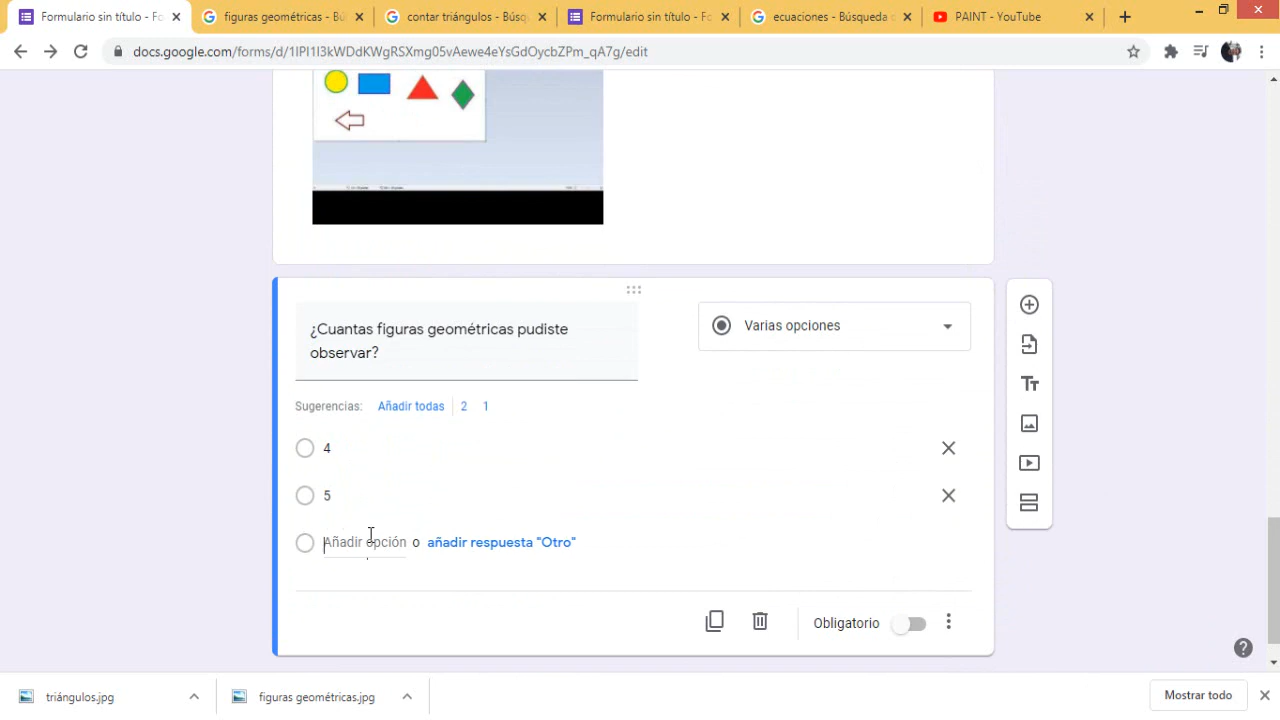 Formulario sin título - Fo
figuras geométricas - Bú
contar triángulos - Búsq
Formulario sin título - Fo
ecuaciones - Búsqueda
PAINT - YouTube
docs.google.com/forms/d/1IPl1I3kWDdKWgRSXmg05vAewe4eYsGdOycbZPm_qA7g/edit
¿Cuantas figuras geométricas pudiste
observar?
Varias opciones
Sugerencias: Añadir todas 2 1
4
5
Añadir opción o añadir respuesta "Otro"
Obligatorio
triángulos.jpg
figuras geométricas.jpg
Mostrar todo